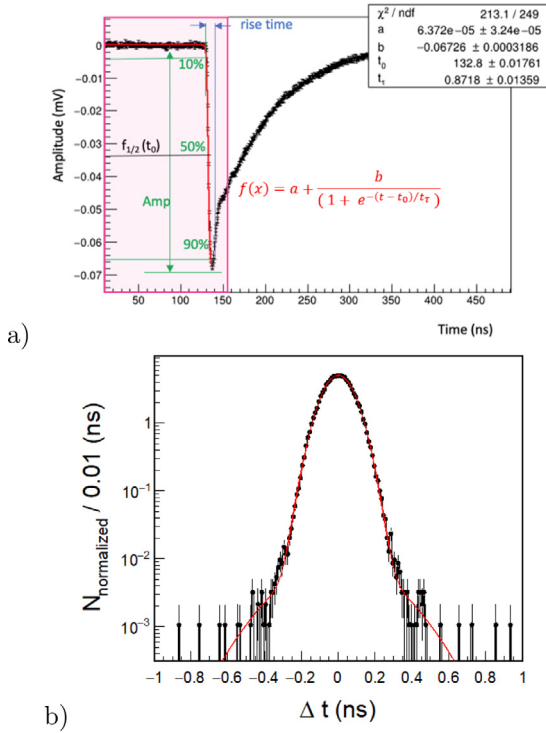 χ² / ndf 213.1 / 249
a 6.372e−05 ± 3.24e−05
b −0.06726 ± 0.0003186
t₀ 132.8 ± 0.01761
tτ 0.8718 ± 0.01359
rise time
0
−0.01
−0.02
−0.03
−0.04
−0.05
−0.06
−0.07
Amplitude (mV)
10%
f₁/₂(t₀) 50%
Amp
90%
f(x) = a + b / (1 + e^−(t−t₀)/tτ)
50 100 150 200 250 300 350 400 450
Time (ns)
a)
N_normalized / 0.01 (ns)
1
10⁻¹
10⁻²
10⁻³
−1 −0.8 −0.6 −0.4 −0.2 0 0.2 0.4 0.6 0.8 1
Δ t (ns)
b)